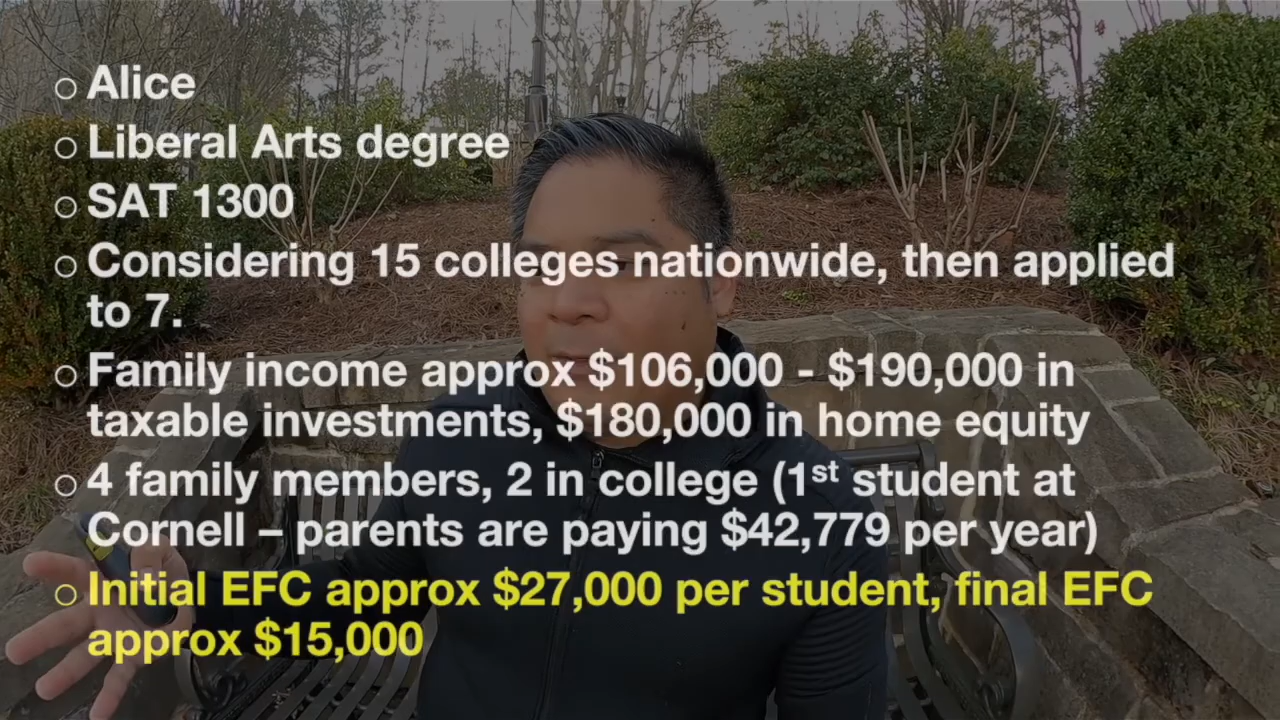 ○ Alice
○ Liberal Arts degree
○ SAT 1300
○ Considering 15 colleges nationwide, then applied
to 7.
○ Family income approx $106,000 - $190,000 in
taxable investments, $180,000 in home equity
○ 4 family members, 2 in college (1st student at
Cornell – parents are paying $42,779 per year)
○ Initial EFC approx $27,000 per student, final EFC
approx $15,000